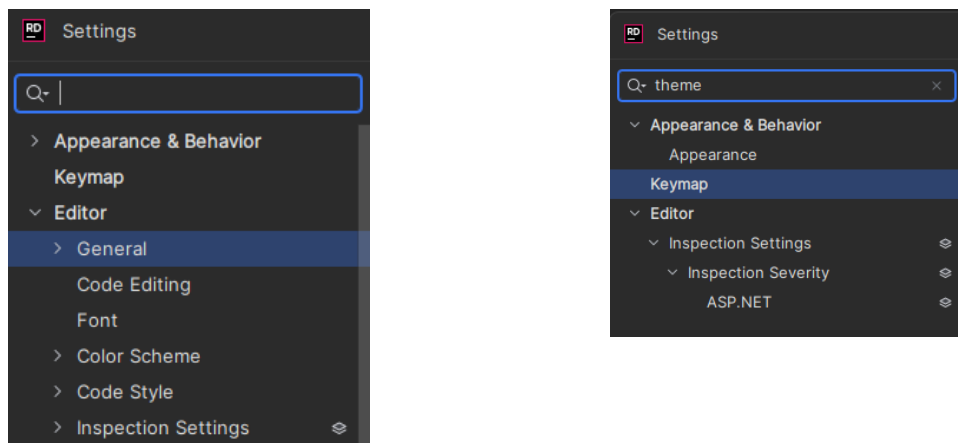 RD Settings
Appearance & Behavior
Keymap
Editor
General
Code Editing
Font
Color Scheme
Code Style
Inspection Settings
RD Settings
theme
Appearance & Behavior
Appearance
Keymap
Editor
Inspection Settings
Inspection Severity
ASP.NET